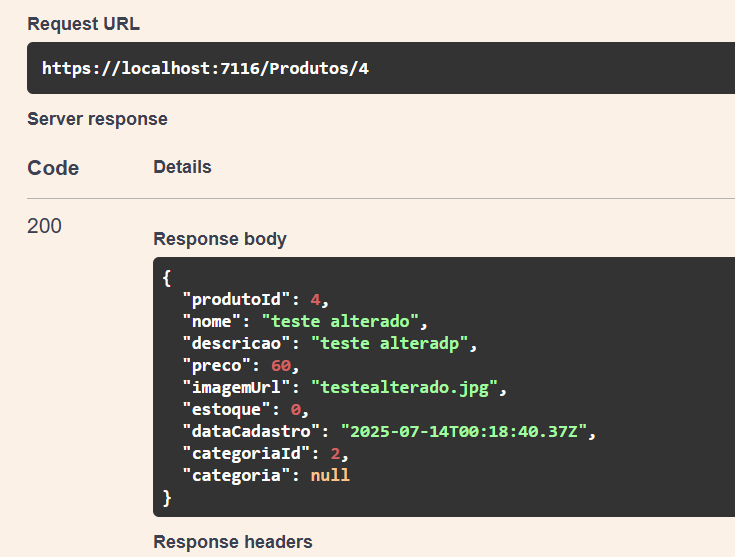 Request URL
https://localhost:7116/Produtos/4
Server response
Code Details
200
Response body
{
"produtoId": 4,
"nome": "teste alterado",
"descricao": "teste alteradp",
"preco": 60,
"imagemUrl": "testealterado.jpg",
"estoque": 0,
"dataCadastro": "2025-07-14T00:18:40.37Z",
"categoriaId": 2,
"categoria": null
}
Response headers